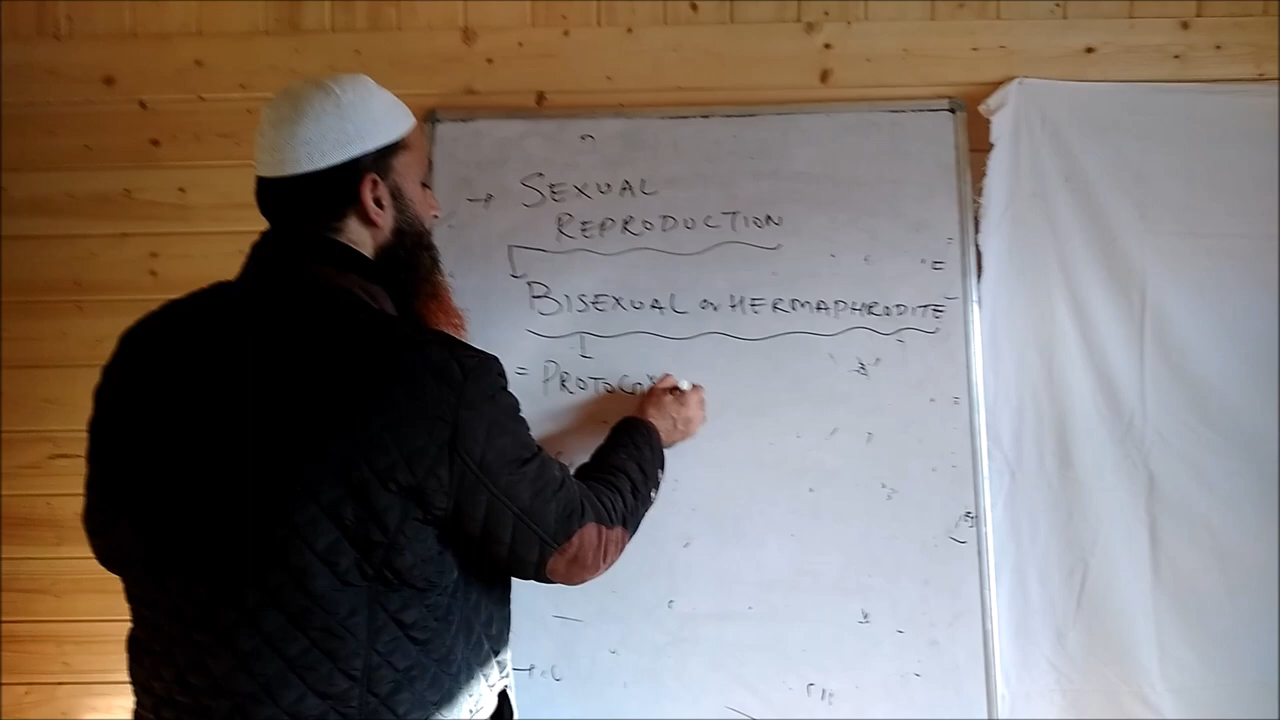 → SEXUAL
REPRODUCTION
BISEXUAL or HERMAPHRODITE
=